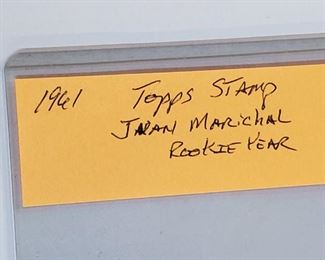 1961 Topps Stamp
Juan Marichal
Rookie Year